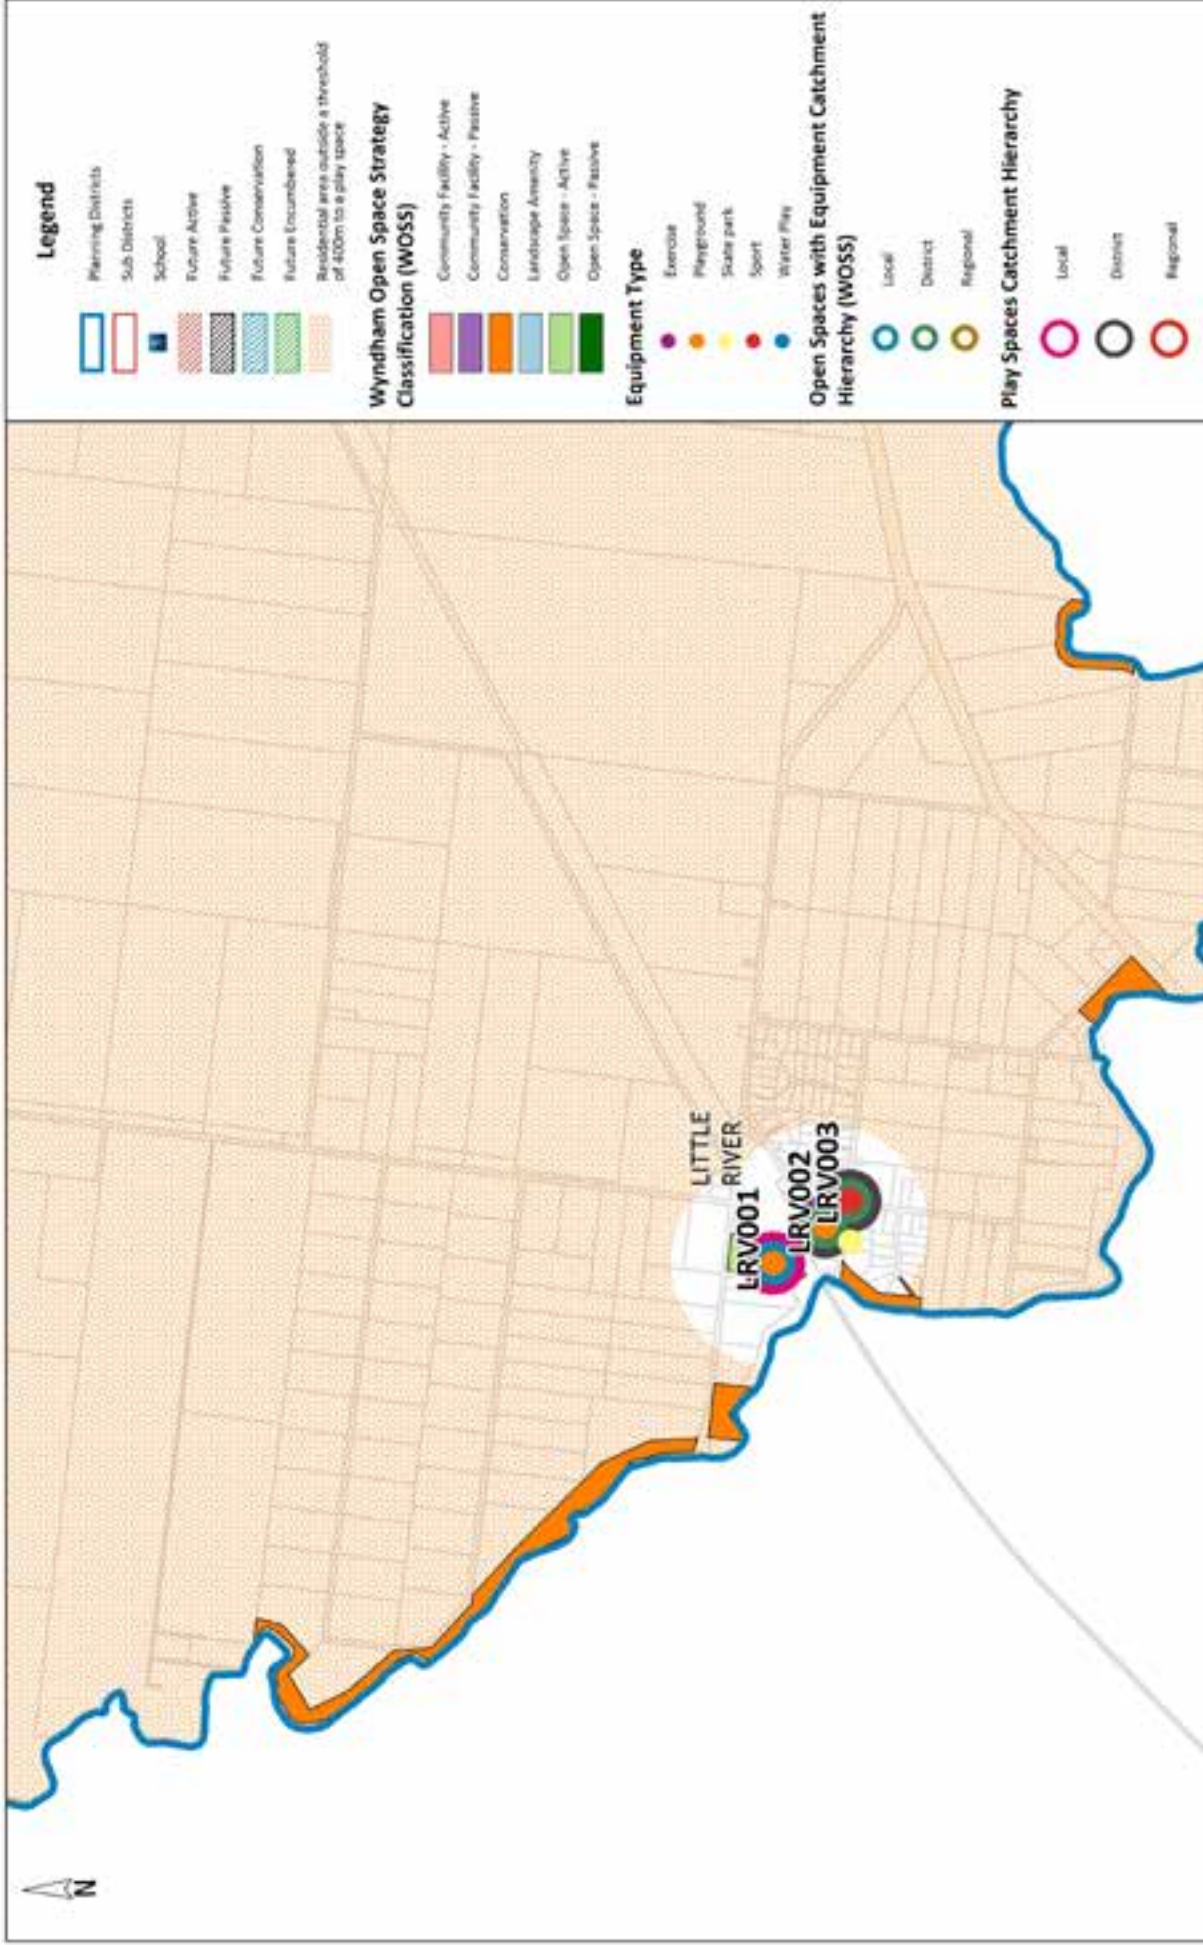 N
LITTLE
RIVER
LRV001
LRV002
LRV003
Legend
Planning Districts
Sub Districts
School
Future Active
Future Passive
Future Conservation
Future Encumbered
Residential area outside a threshold
of 400m to a play space
Wyndham Open Space Strategy
Classification (WOSS)
Community Facility - Active
Community Facility - Passive
Conservation
Landscape Amenity
Open Space - Active
Open Space - Passive
Equipment Type
Exercise
Playground
Skate park
Sport
Water Play
Open Spaces with Equipment Catchment
Hierarchy (WOSS)
Local
District
Regional
Play Spaces Catchment Hierarchy
Local
District
Regional